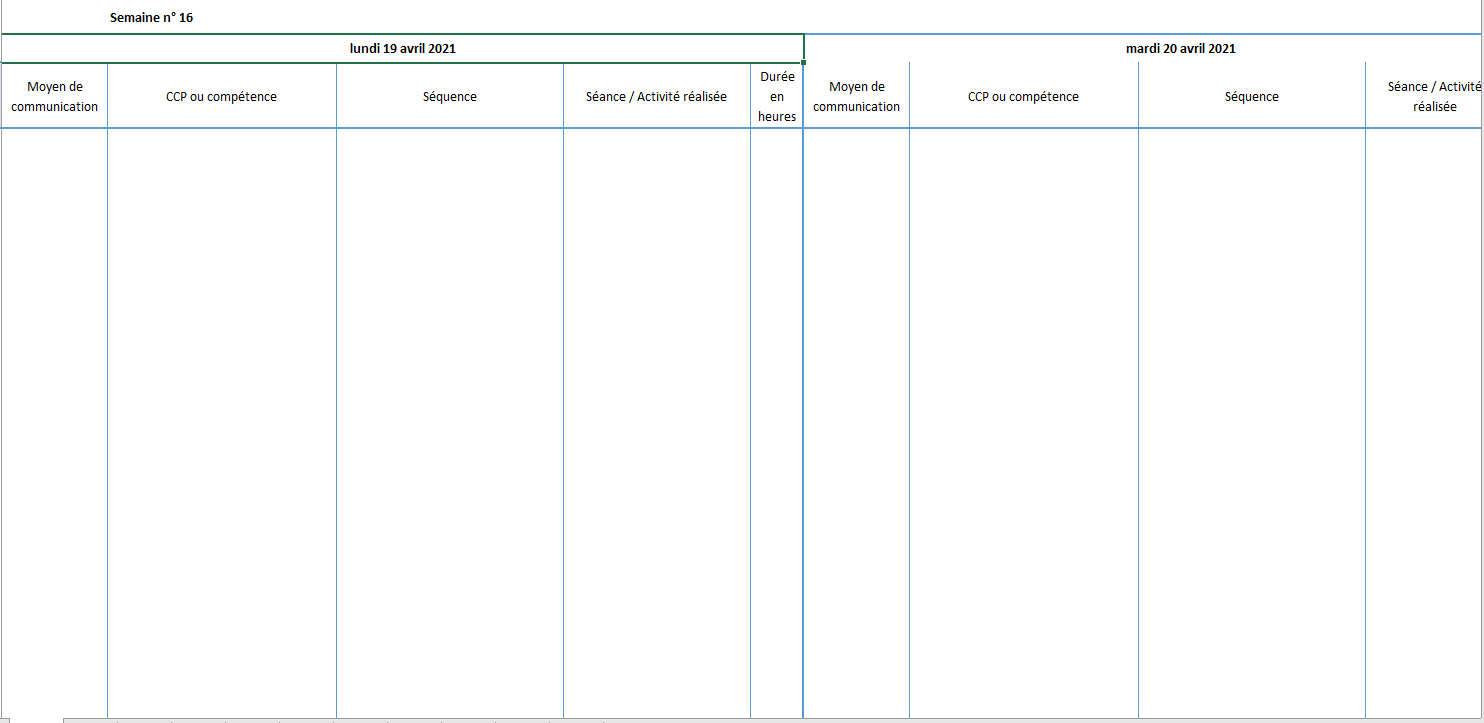 Semaine n° 16
lundi 19 avril 2021
mardi 20 avril 2021
Moyen de
communication
CCP ou compétence
Séquence
Séance / Activité réalisée
Durée
en
heures
Moyen de
communication
CCP ou compétence
Séquence
Séance / Activité
réalisée